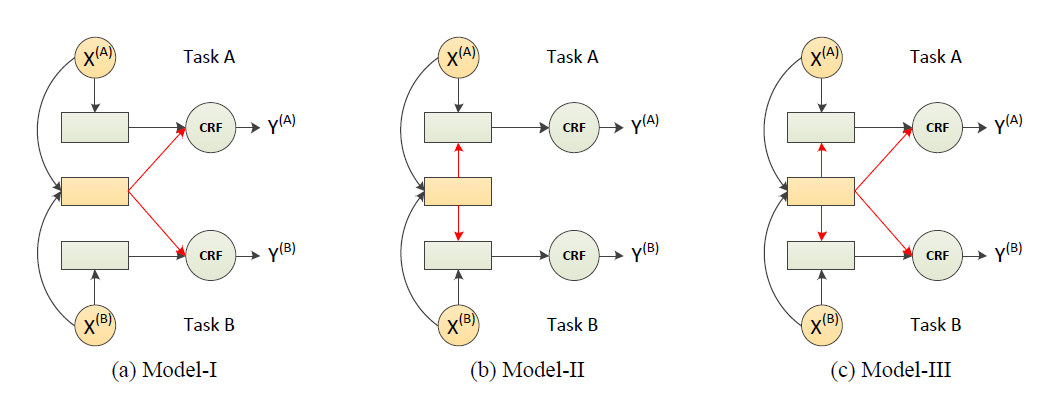 X(A)
Task A
CRF
Y(A)
CRF
Y(B)
X(B)
Task B
(a) Model-I
X(A)
Task A
CRF
Y(A)
CRF
Y(B)
X(B)
Task B
(b) Model-II
X(A)
Task A
CRF
Y(A)
CRF
Y(B)
X(B)
Task B
(c) Model-III